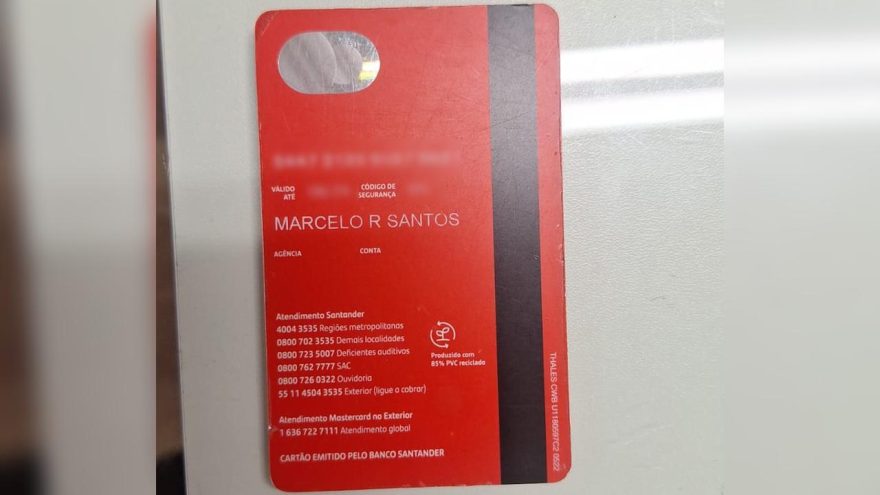 VÁLIDO
ATÉ
CÓDIGO DE
SEGURANÇA
MARCELO R SANTOS
AGÊNCIA CONTA
Atendimento Santander
4004 3535 Regiões metropolitanas
0800 702 3535 Demais localidades
0800 723 5007 Deficientes auditivos
0800 762 7777 SAC
0800 726 0322 Ouvidoria
55 11 4504 3535 Exterior (ligue a cobrar)
Produzido com
85% PVC reciclado
Atendimento Mastercard no Exterior
1 636 722 7111 Atendimento global
CARTÃO EMITIDO PELO BANCO SANTANDER
THALES CWB U1180597C2 0522